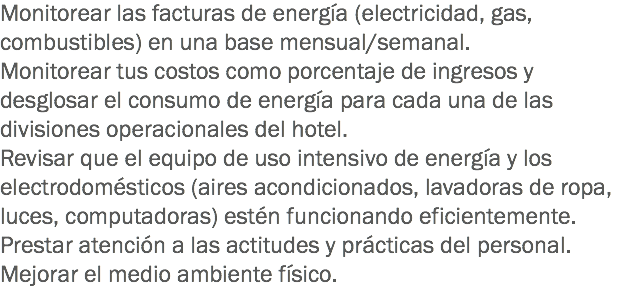 Monitorear las facturas de energía (electricidad, gas,
combustibles) en una base mensual/semanal.
Monitorear tus costos como porcentaje de ingresos y
desglosar el consumo de energía para cada una de las
divisiones operacionales del hotel.
Revisar que el equipo de uso intensivo de energía y los
electrodomésticos (aires acondicionados, lavadoras de ropa,
luces, computadoras) estén funcionando eficientemente.
Prestar atención a las actitudes y prácticas del personal.
Mejorar el medio ambiente físico.